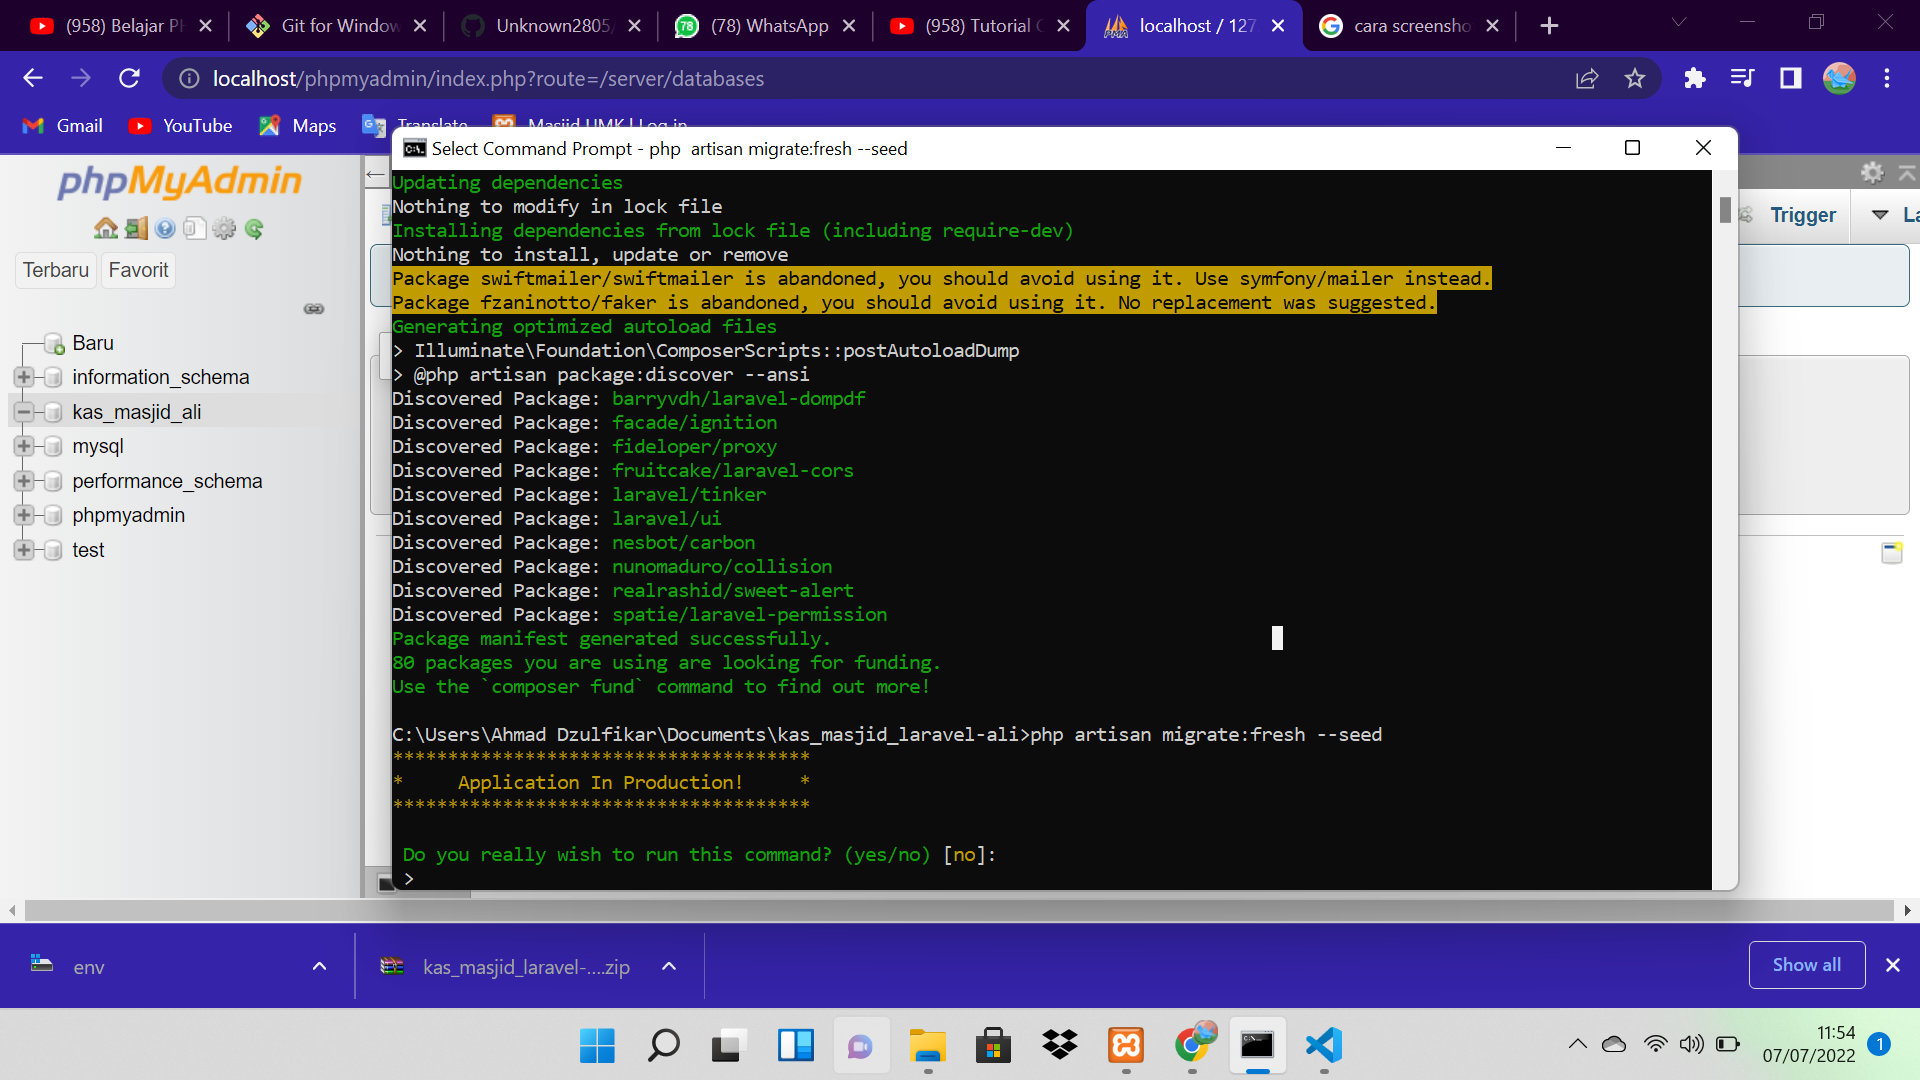 (958) Belajar P
Git for Window
Unknown2805
(78) WhatsApp
(958) Tutorial C
localhost / 127
cara screensho
localhost/phpmyadmin/index.php?route=/server/databases
Gmail
YouTube
Maps
Translate
Masjid UMK | Log in
Select Command Prompt - php  artisan migrate:fresh --seed
phpMyAdmin
Terbaru
Favorit
Baru
information_schema
kas_masjid_ali
mysql
performance_schema
phpmyadmin
test
Trigger
Updating dependencies
Nothing to modify in lock file
Installing dependencies from lock file (including require-dev)
Nothing to install, update or remove
Package swiftmailer/swiftmailer is abandoned, you should avoid using it. Use symfony/mailer instead.
Package fzaninotto/faker is abandoned, you should avoid using it. No replacement was suggested.
Generating optimized autoload files
> Illuminate\Foundation\ComposerScripts::postAutoloadDump
> @php artisan package:discover --ansi
Discovered Package: barryvdh/laravel-dompdf
Discovered Package: facade/ignition
Discovered Package: fideloper/proxy
Discovered Package: fruitcake/laravel-cors
Discovered Package: laravel/tinker
Discovered Package: laravel/ui
Discovered Package: nesbot/carbon
Discovered Package: nunomaduro/collision
Discovered Package: realrashid/sweet-alert
Discovered Package: spatie/laravel-permission
Package manifest generated successfully.
80 packages you are using are looking for funding.
Use the `composer fund` command to find out more!
C:\Users\Ahmad Dzulfikar\Documents\kas_masjid_laravel-ali>php artisan migrate:fresh --seed
**************************************
*     Application In Production!     *
**************************************
Do you really wish to run this command? (yes/no) [no]:
>
env
kas_masjid_laravel-....zip
Show all
11:54
07/07/2022
1